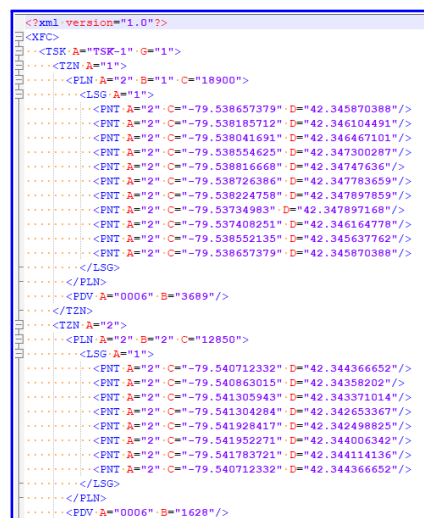 <?xml version="1.0"?>
<XFC>
<TSK A="TSK-1" G="1">
<TZN A="1">
<PLN A="2" B="1" C="18900">
<LSG A="1">
<PNT A="2" C="-79.538657379" D="42.345870388"/>
<PNT A="2" C="-79.538185712" D="42.346104491"/>
<PNT A="2" C="-79.538041691" D="42.346467101"/>
<PNT A="2" C="-79.538554625" D="42.347300287"/>
<PNT A="2" C="-79.538816668" D="42.34747636"/>
<PNT A="2" C="-79.538726386" D="42.347783659"/>
<PNT A="2" C="-79.538224758" D="42.347897859"/>
<PNT A="2" C="-79.53734983" D="42.347897168"/>
<PNT A="2" C="-79.537408251" D="42.346164778"/>
<PNT A="2" C="-79.538552135" D="42.345637762"/>
<PNT A="2" C="-79.538657379" D="42.345870388"/>
</LSG>
</PLN>
<PDV A="0006" B="3689"/>
</TZN>
<TZN A="2">
<PLN A="2" B="2" C="12850">
<LSG A="1">
<PNT A="2" C="-79.540712332" D="42.344366652"/>
<PNT A="2" C="-79.540863015" D="42.34358202"/>
<PNT A="2" C="-79.541305943" D="42.343371014"/>
<PNT A="2" C="-79.541304284" D="42.342653367"/>
<PNT A="2" C="-79.541928417" D="42.342498825"/>
<PNT A="2" C="-79.541952271" D="42.344006342"/>
<PNT A="2" C="-79.541783721" D="42.344114136"/>
<PNT A="2" C="-79.540712332" D="42.344366652"/>
</LSG>
</PLN>
<PDV A="0006" B="1628"/>